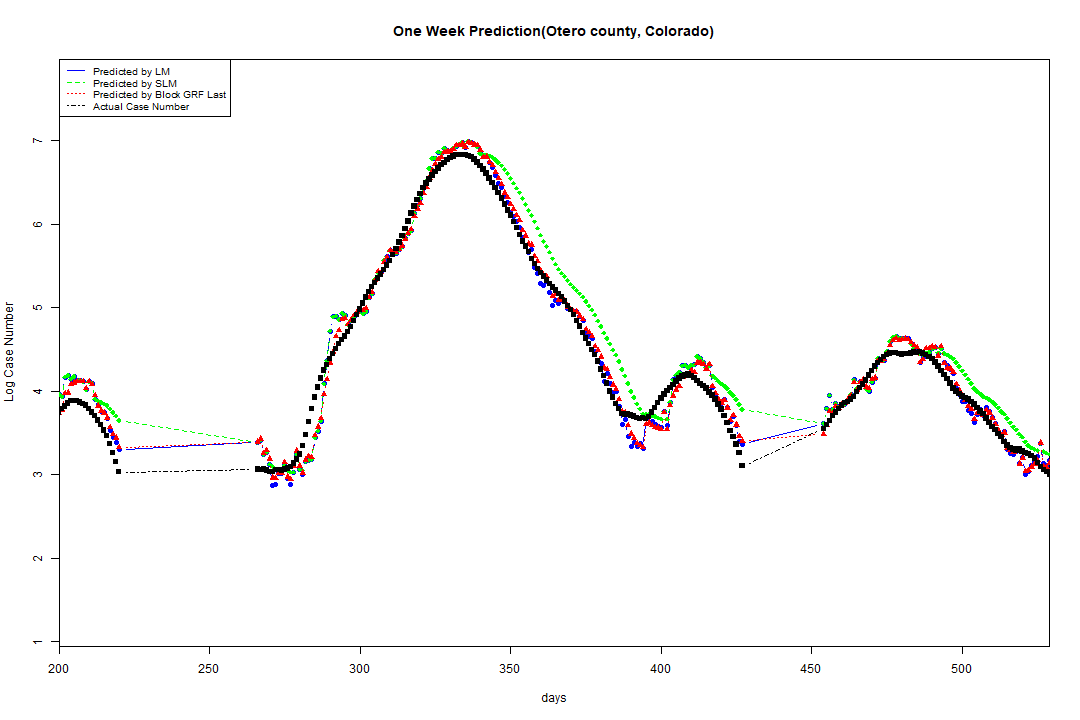 One Week Prediction(Otero county, Colorado)
Predicted by LM
Predicted by SLM
Predicted by Block GRF Last
Actual Case Number
Log Case Number
7
6
5
4
3
2
1
200 250 300 350 400 450 500
days